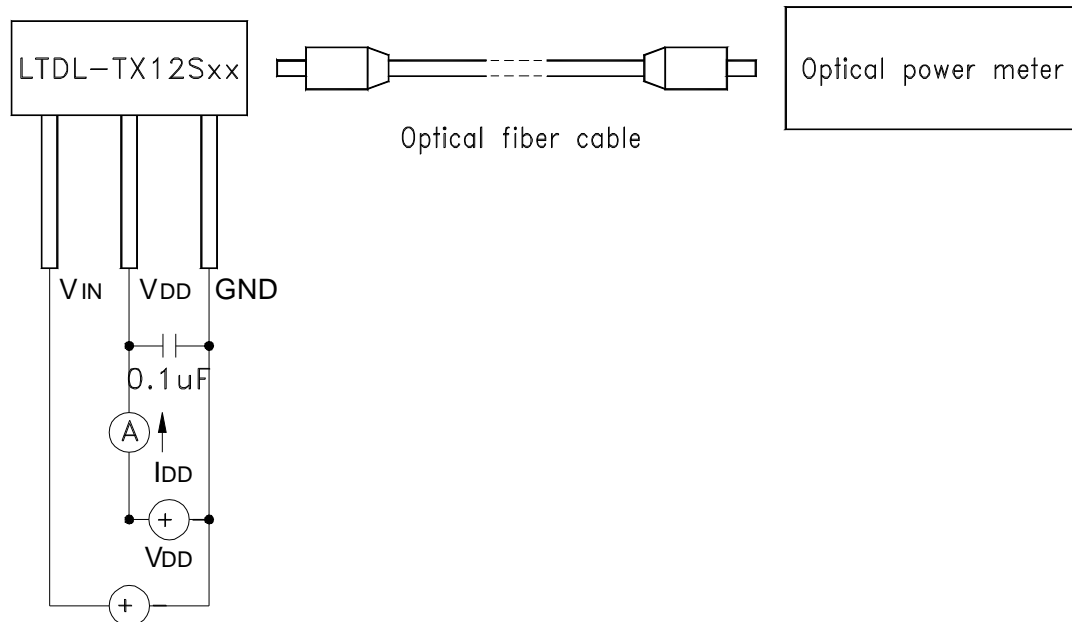 LTDL-TX12Sxx
Optical power meter
Optical fiber cable
VIN
VDD
GND
0.1uF
A
IDD
+ −
VDD
+ −